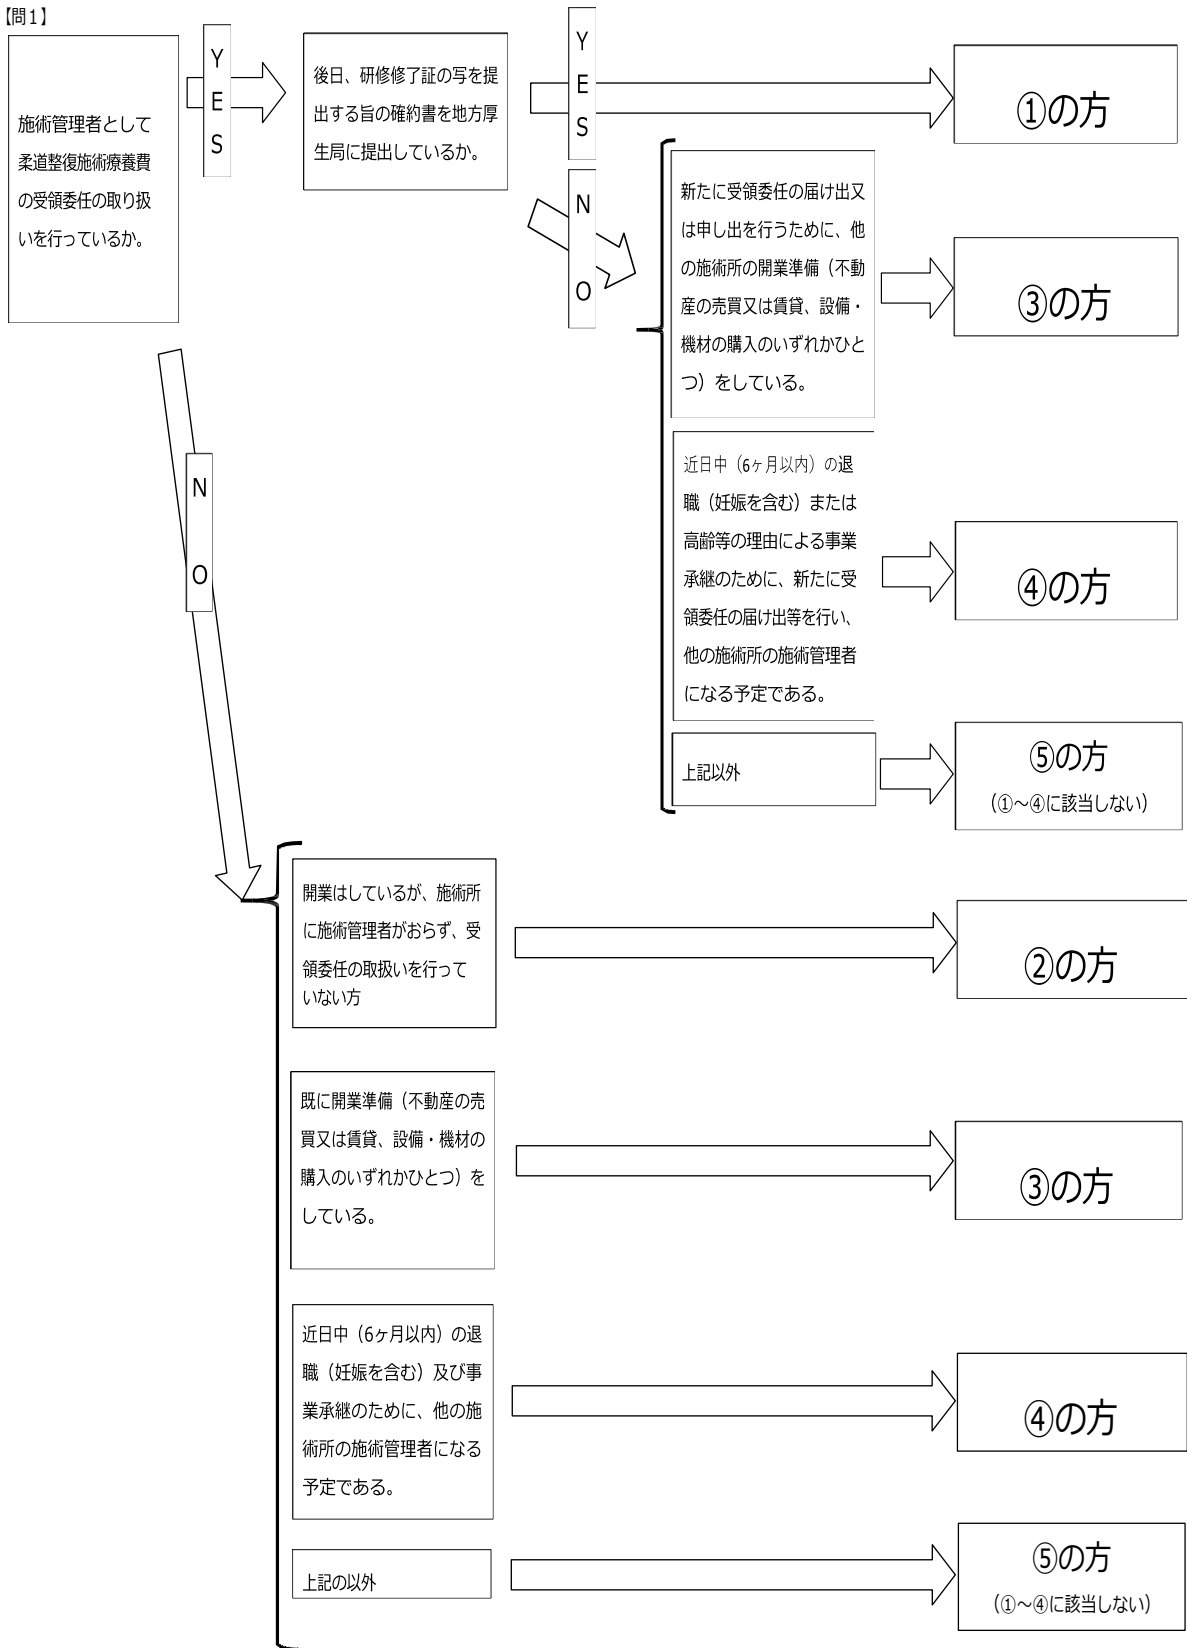 【問1】
施術管理者として
柔道整復施術療養費
の受領委任の取り扱
いを行っているか。
YES
後日、研修修了証の写を提
出する旨の確約書を地方厚
生局に提出しているか。
YES
①の方
NO
新たに受領委任の届け出又
は申し出を行うために、他
の施術所の開業準備（不動
産の売買又は賃貸、設備・
機材の購入のいずれかひと
つ）をしている。
③の方
近日中（6ヶ月以内）の退
職（妊娠を含む）または
高齢等の理由による事業
承継のために、新たに受
領委任の届け出等を行い、
他の施術所の施術管理者
になる予定である。
④の方
上記以外
⑤の方
（①～④に該当しない）
NO
開業はしているが、施術所
に施術管理者がおらず、受
領委任の取扱いを行って
いない方
②の方
既に開業準備（不動産の売
買又は賃貸、設備・機材の
購入のいずれかひとつ）を
している。
③の方
近日中（6ヶ月以内）の退
職（妊娠を含む）及び事
業承継のために、他の施
術所の施術管理者になる
予定である。
④の方
上記の以外
⑤の方
（①～④に該当しない）